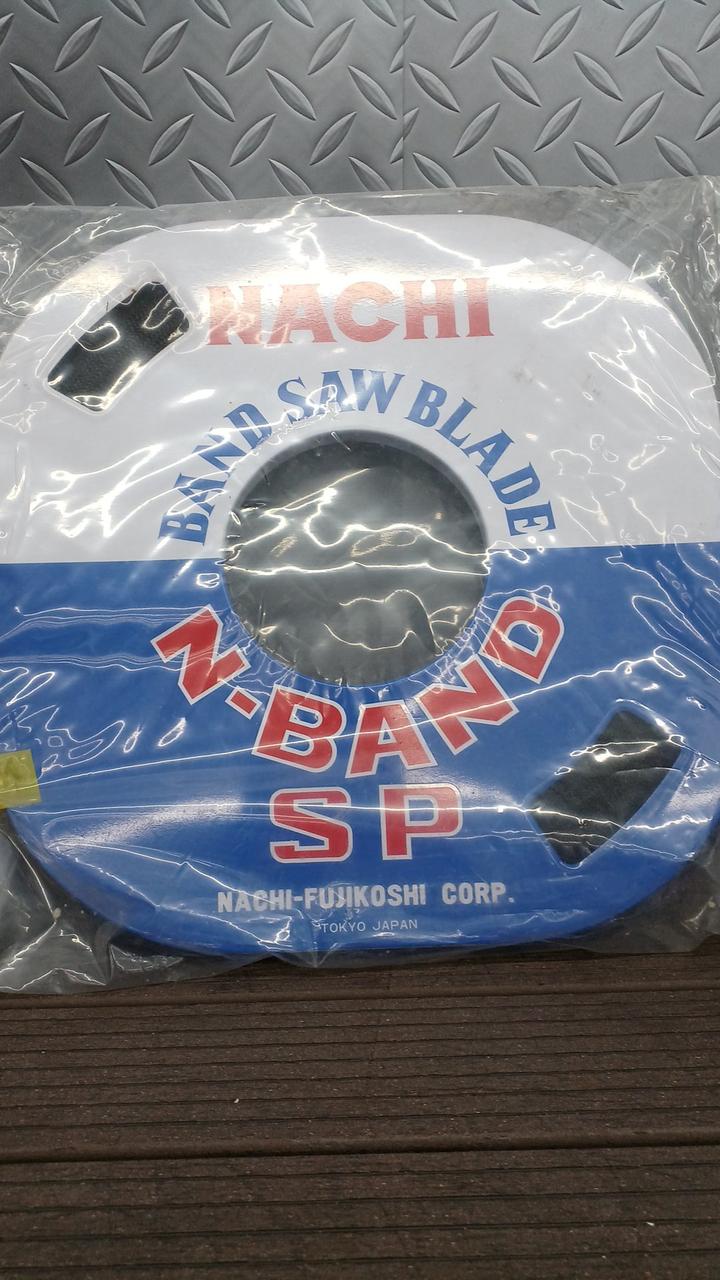 NACHI
BAND SAW BLADE
N-BAND
SP
NACHI-FUJIKOSHI CORP.
TOKYO JAPAN